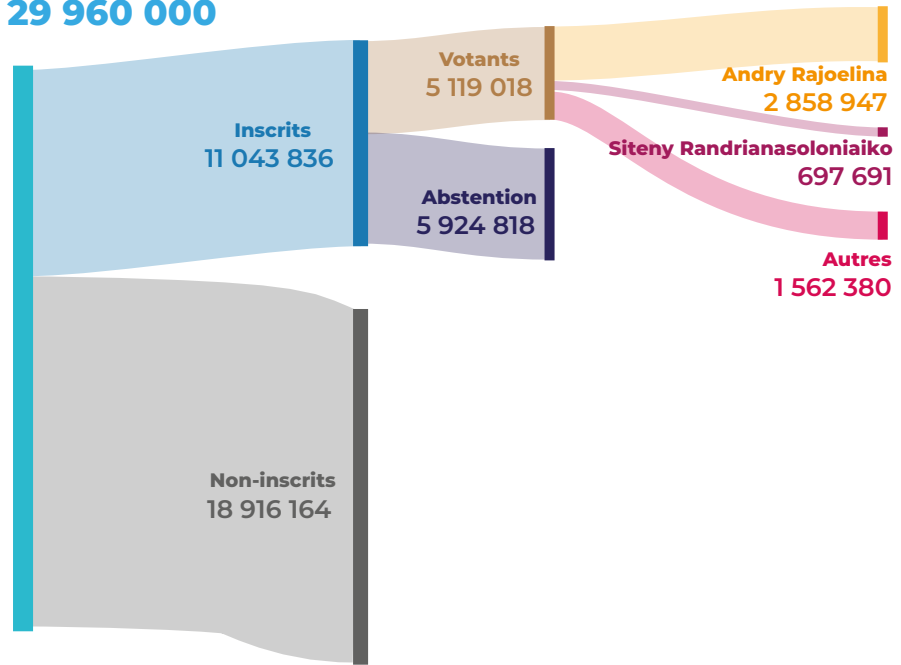 29 960 000
Inscrits
11 043 836
Non-inscrits
18 916 164
Votants
5 119 018
Abstention
5 924 818
Andry Rajoelina
2 858 947
Siteny Randrianasoloniaiko
697 691
Autres
1 562 380